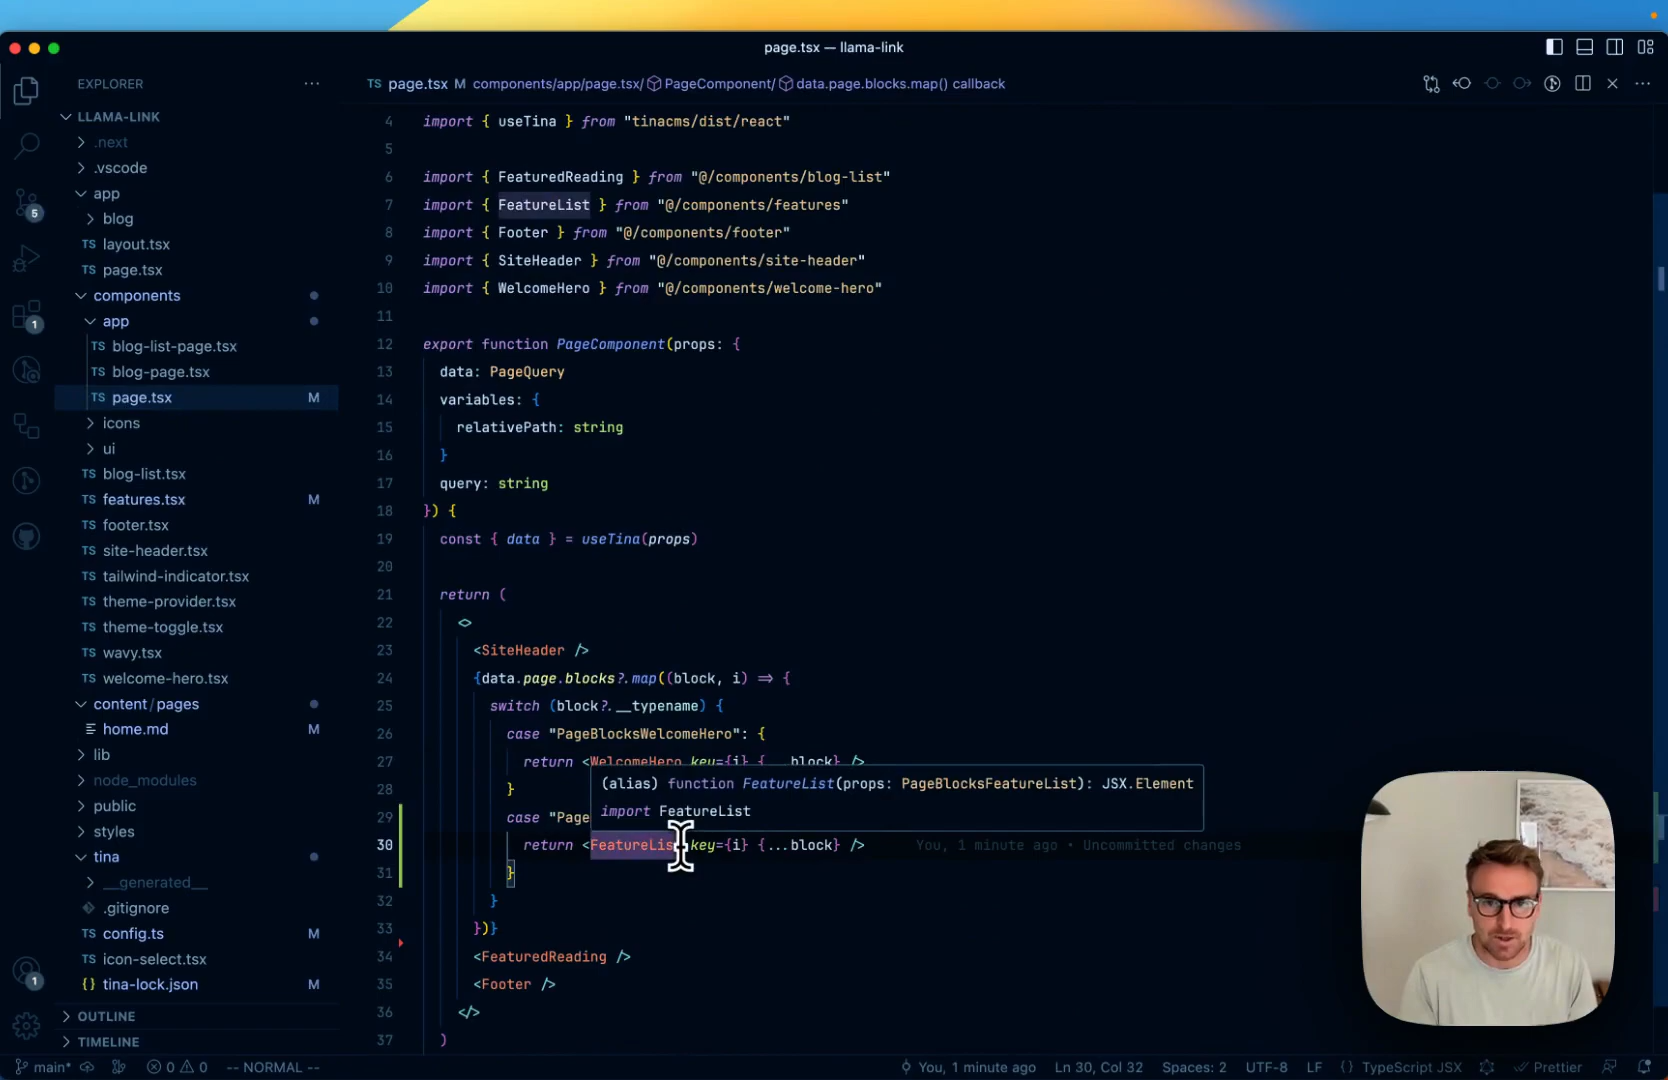 page.tsx — llama-link
EXPLORER
···
TS page.tsx M components/app/page.tsx/ PageComponent/ data.page.blocks.map() callback
LLAMA-LINK
.next
.vscode
app
blog
TS layout.tsx
TS page.tsx
components
app
TS blog-list-page.tsx
TS blog-page.tsx
TS page.tsx M
icons
ui
TS blog-list.tsx
TS features.tsx M
TS footer.tsx
TS site-header.tsx
TS tailwind-indicator.tsx
TS theme-provider.tsx
TS theme-toggle.tsx
TS wavy.tsx
TS welcome-hero.tsx
content/pages
home.md M
lib
node_modules
public
styles
tina
__generated__
.gitignore
TS config.ts M
TS icon-select.tsx
{} tina-lock.json M
OUTLINE
TIMELINE
5
1
1
4 import { useTina } from "tinacms/dist/react"
5
6 import { FeaturedReading } from "@/components/blog-list"
7 import { FeatureList } from "@/components/features"
8 import { Footer } from "@/components/footer"
9 import { SiteHeader } from "@/components/site-header"
10 import { WelcomeHero } from "@/components/welcome-hero"
11
12 export function PageComponent(props: {
13 data: PageQuery
14 variables: {
15 relativePath: string
16 }
17 query: string
18 }) {
19 const { data } = useTina(props)
20
21 return (
22 <>
23 <SiteHeader />
24 {data.page.blocks?.map((block, i) => {
25 switch (block?.__typename) {
26 case "PageBlocksWelcomeHero": {
27 return <WelcomeHero key={i} {...block} />
28 }
(alias) function FeatureList(props: PageBlocksFeatureList): JSX.Element
import FeatureList
29 case "Page
30 return <FeatureLis key={i} {...block} /> You, 1 minute ago • Uncommitted changes
31 }
32 }
33 })}
34 <FeaturedReading />
35 <Footer />
36 </>
37 )
main* 0 0 -- NORMAL -- You, 1 minute ago Ln 30, Col 32 Spaces: 2 UTF-8 LF {} TypeScript JSX Prettier